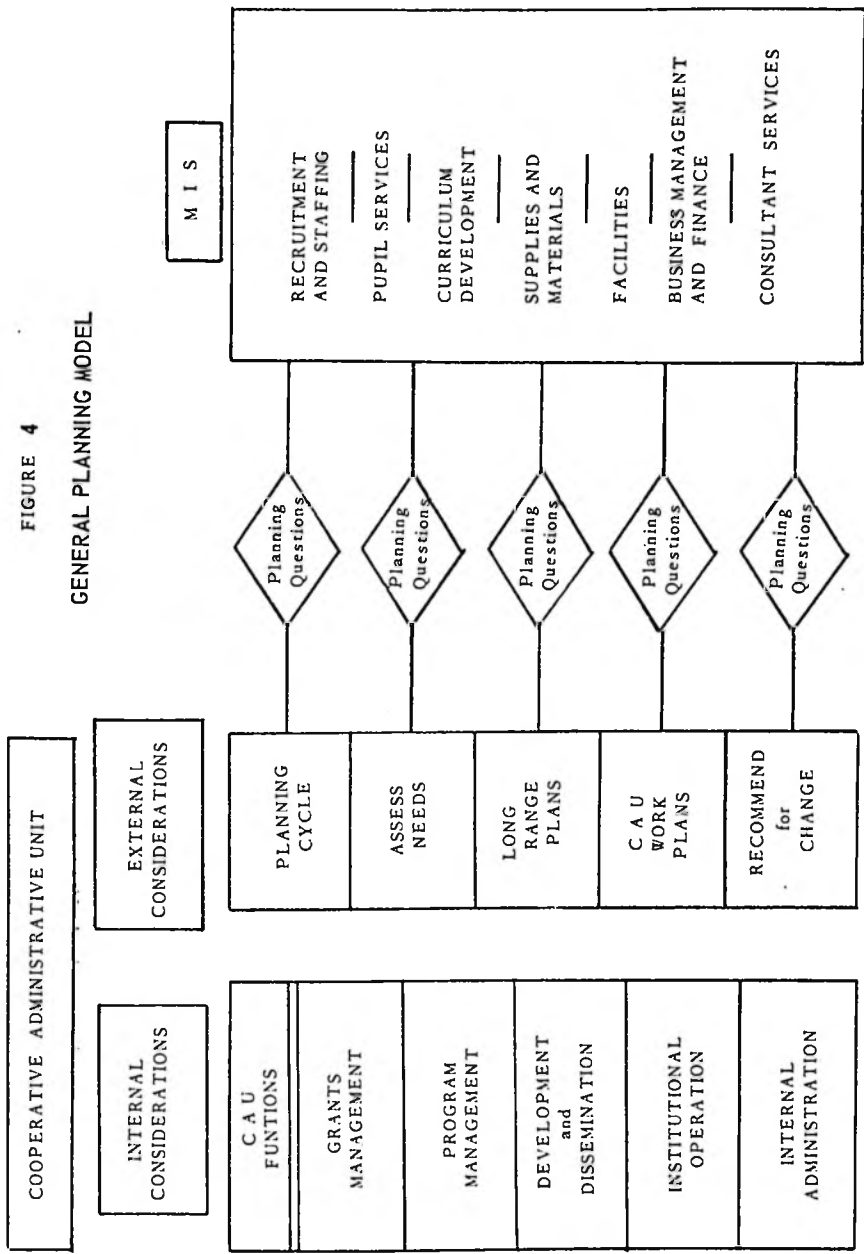 FIGURE 4
GENERAL PLANNING MODEL
COOPERATIVE ADMINISTRATIVE UNIT
INTERNAL
CONSIDERATIONS
C A U
FUNTIONS
GRANTS
MANAGEMENT
PROGRAM
MANAGEMENT
DEVELOPMENT
and
DISSEMINATION
INSTITUTIONAL
OPERATION
INTERNAL
ADMINISTRATION
EXTERNAL
CONSIDERATIONS
PLANNING
CYCLE
ASSESS
NEEDS
LONG
RANGE
PLANS
C A U
WORK
PLANS
RECOMMEND
for
CHANGE
Planning
Questions
Planning
Questions
Planning
Questions
Planning
Questions
Planning
Questions
M I S
RECRUITMENT
AND STAFFING
PUPIL SERVICES
CURRICULUM
DEVELOPMENT
SUPPLIES AND
MATERIALS
FACILITIES
BUSINESS MANAGEMENT
AND FINANCE
CONSULTANT SERVICES